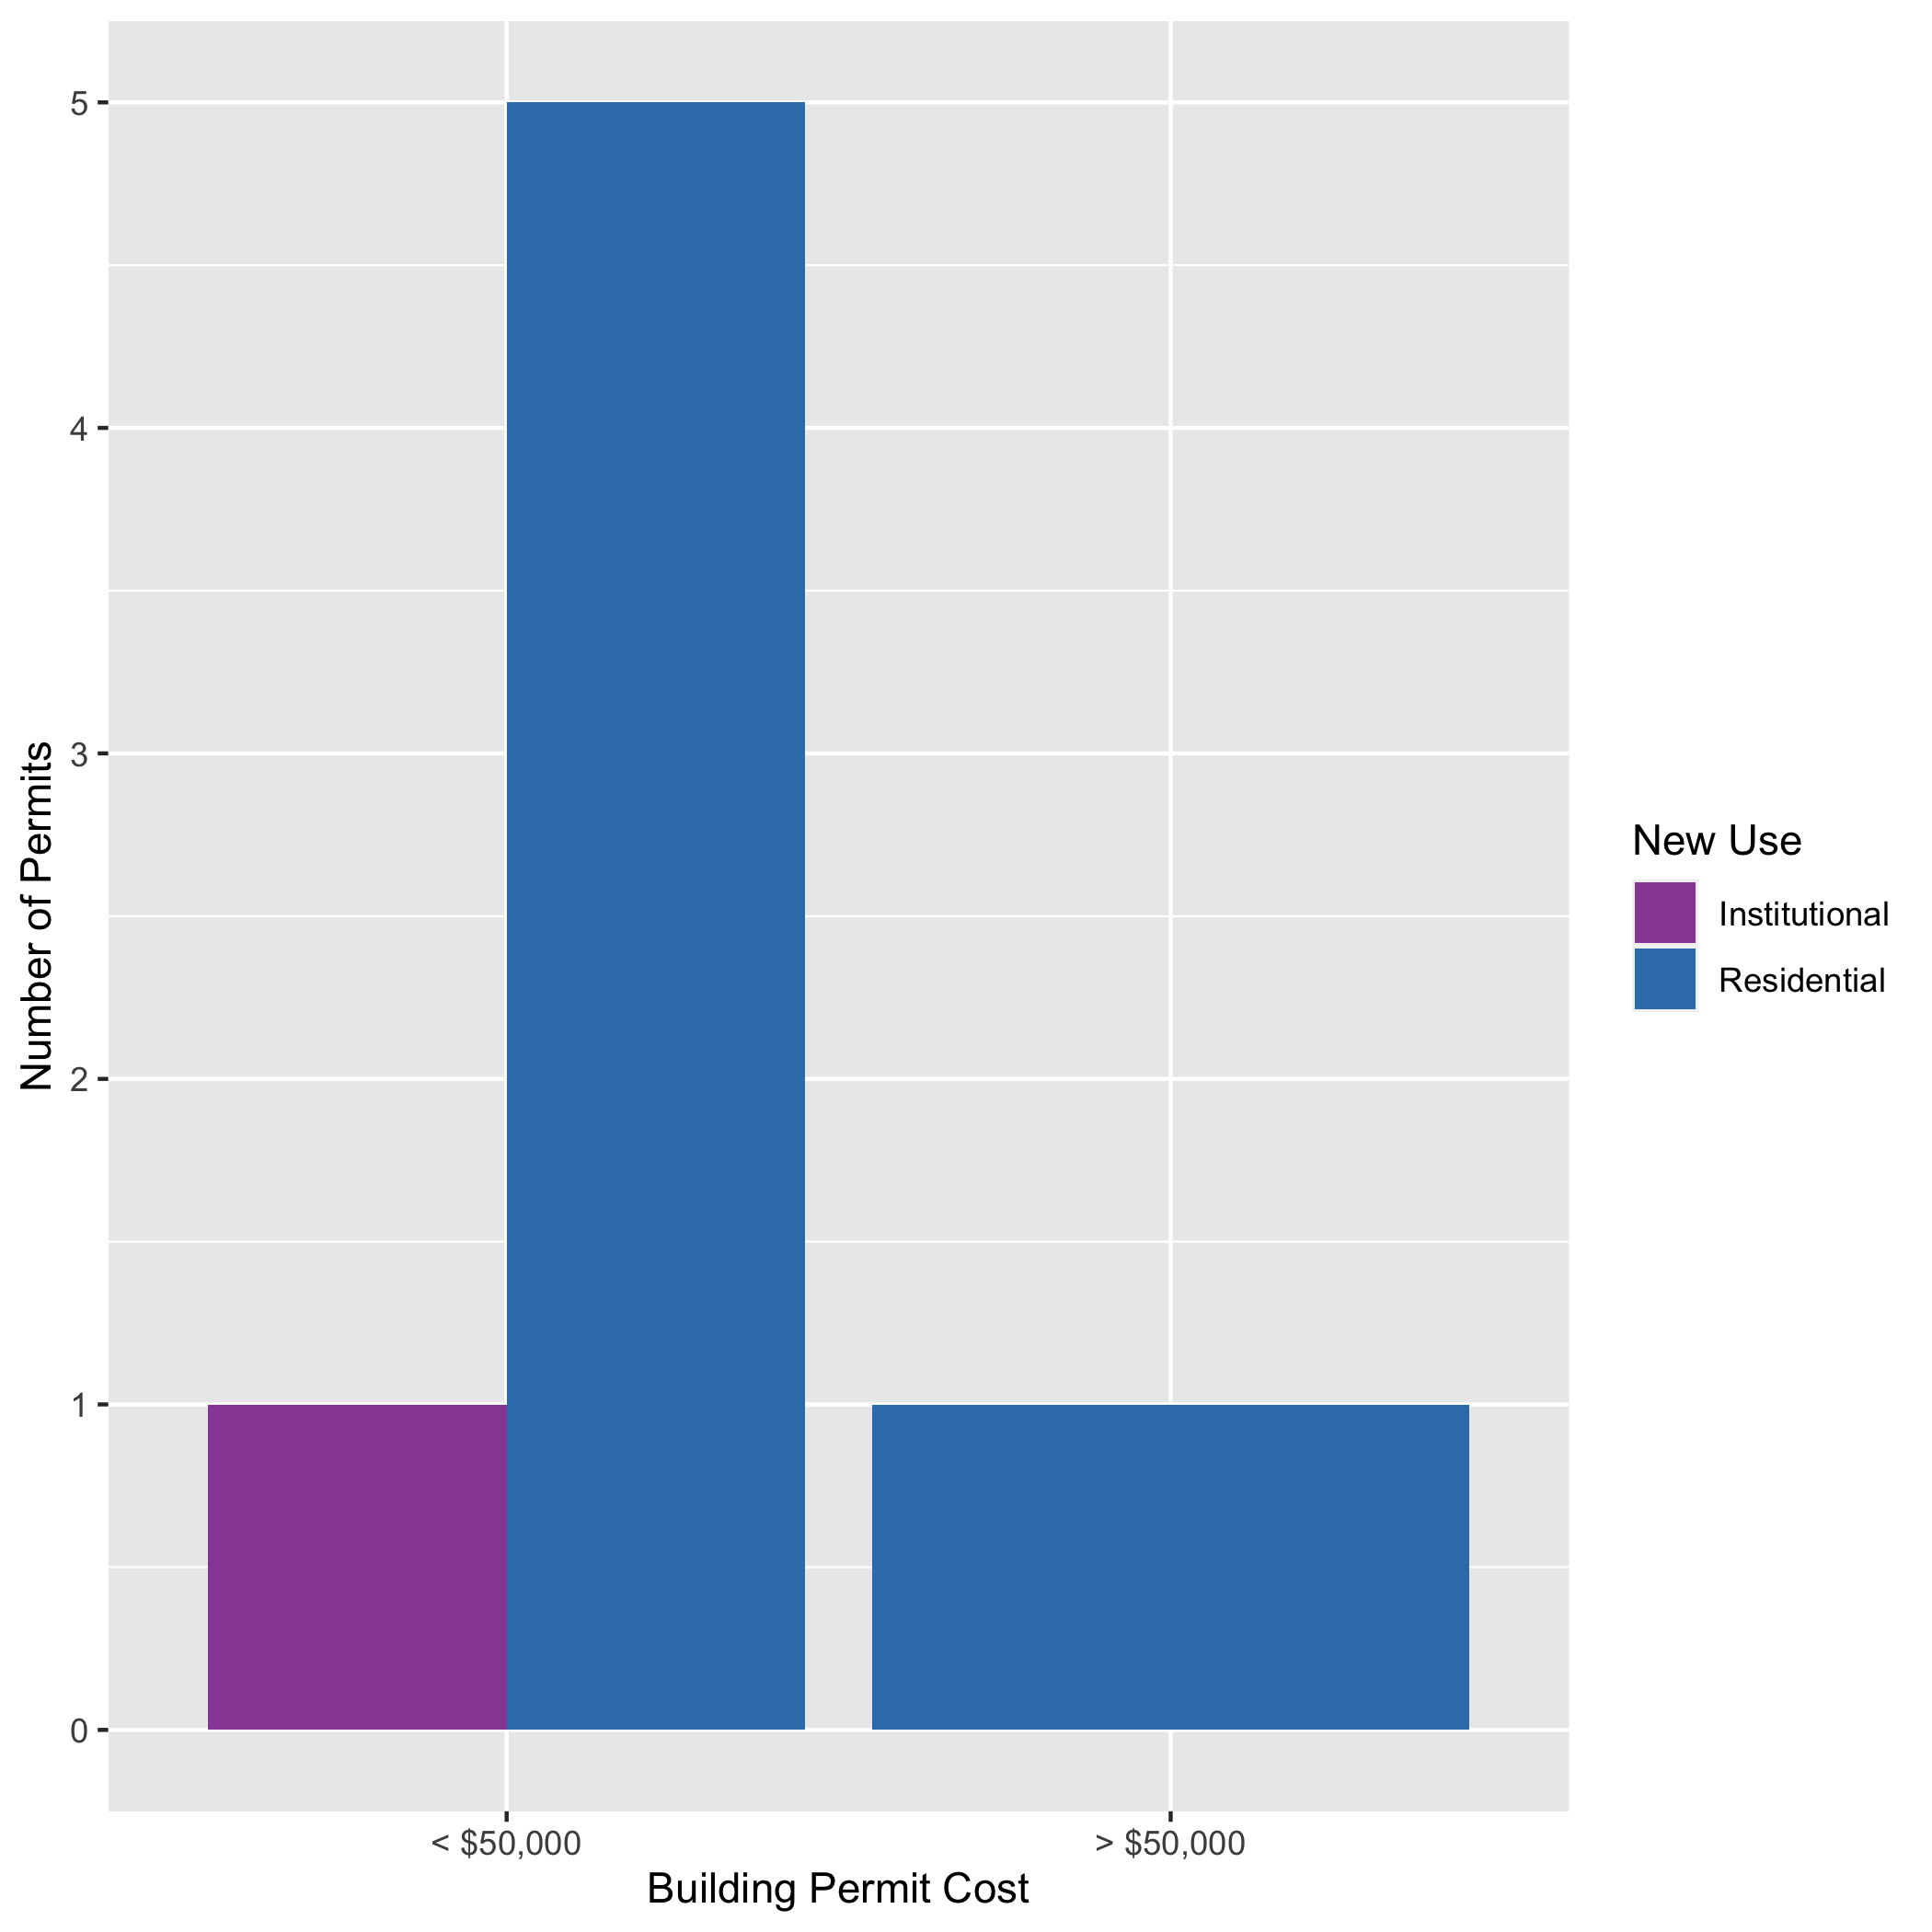 5
4
3
2
1
0
Number of Permits
< $50,000
> $50,000
Building Permit Cost
New Use
Institutional
Residential